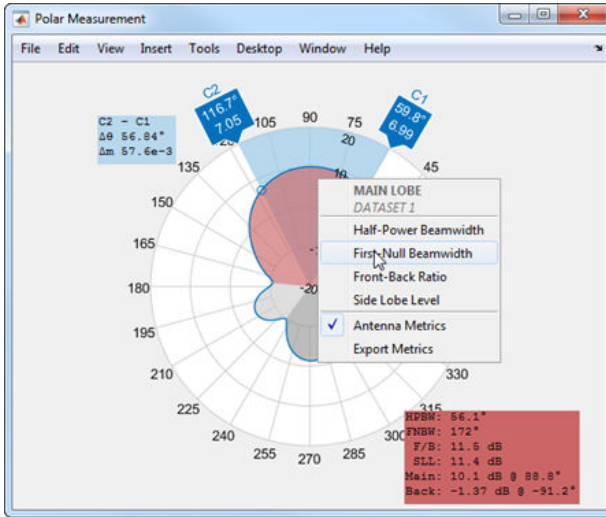 Polar Measurement
File Edit View Insert Tools Desktop Window Help
C2
116.7°
7.05
C1
59.8°
6.99
C2 - C1
Δθ 56.84°
Δm 57.6e-3
105 90 75
20
10
135 45
150
165
180
-20
195
210 330
225 315
240 300
255 270 285
MAIN LOBE
DATASET 1
Half-Power Beamwidth
First-Null Beamwidth
Front-Back Ratio
Side Lobe Level
Antenna Metrics
Export Metrics
HPBW: 56.1°
FNBW: 172°
F/B: 11.5 dB
SLL: 11.4 dB
Main: 10.1 dB @ 88.8°
Back: -1.37 dB @ -91.2°